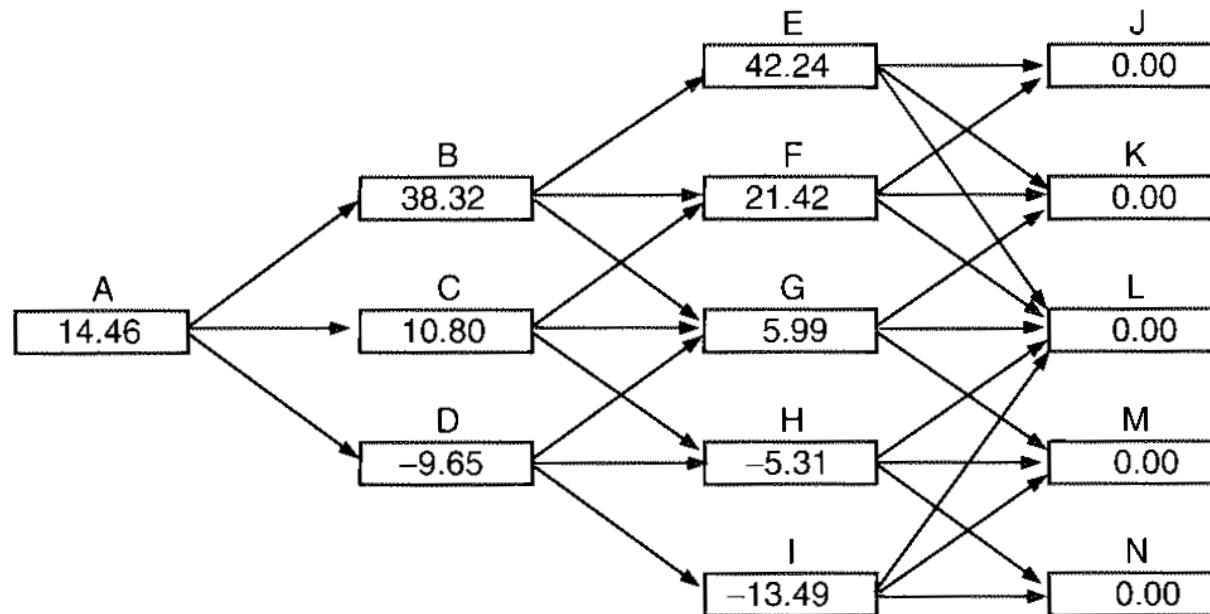 E J
42.24 0.00
B F K
38.32 21.42 0.00
A C G L
14.46 10.80 5.99 0.00
D H M
−9.65 −5.31 0.00
I N
−13.49 0.00